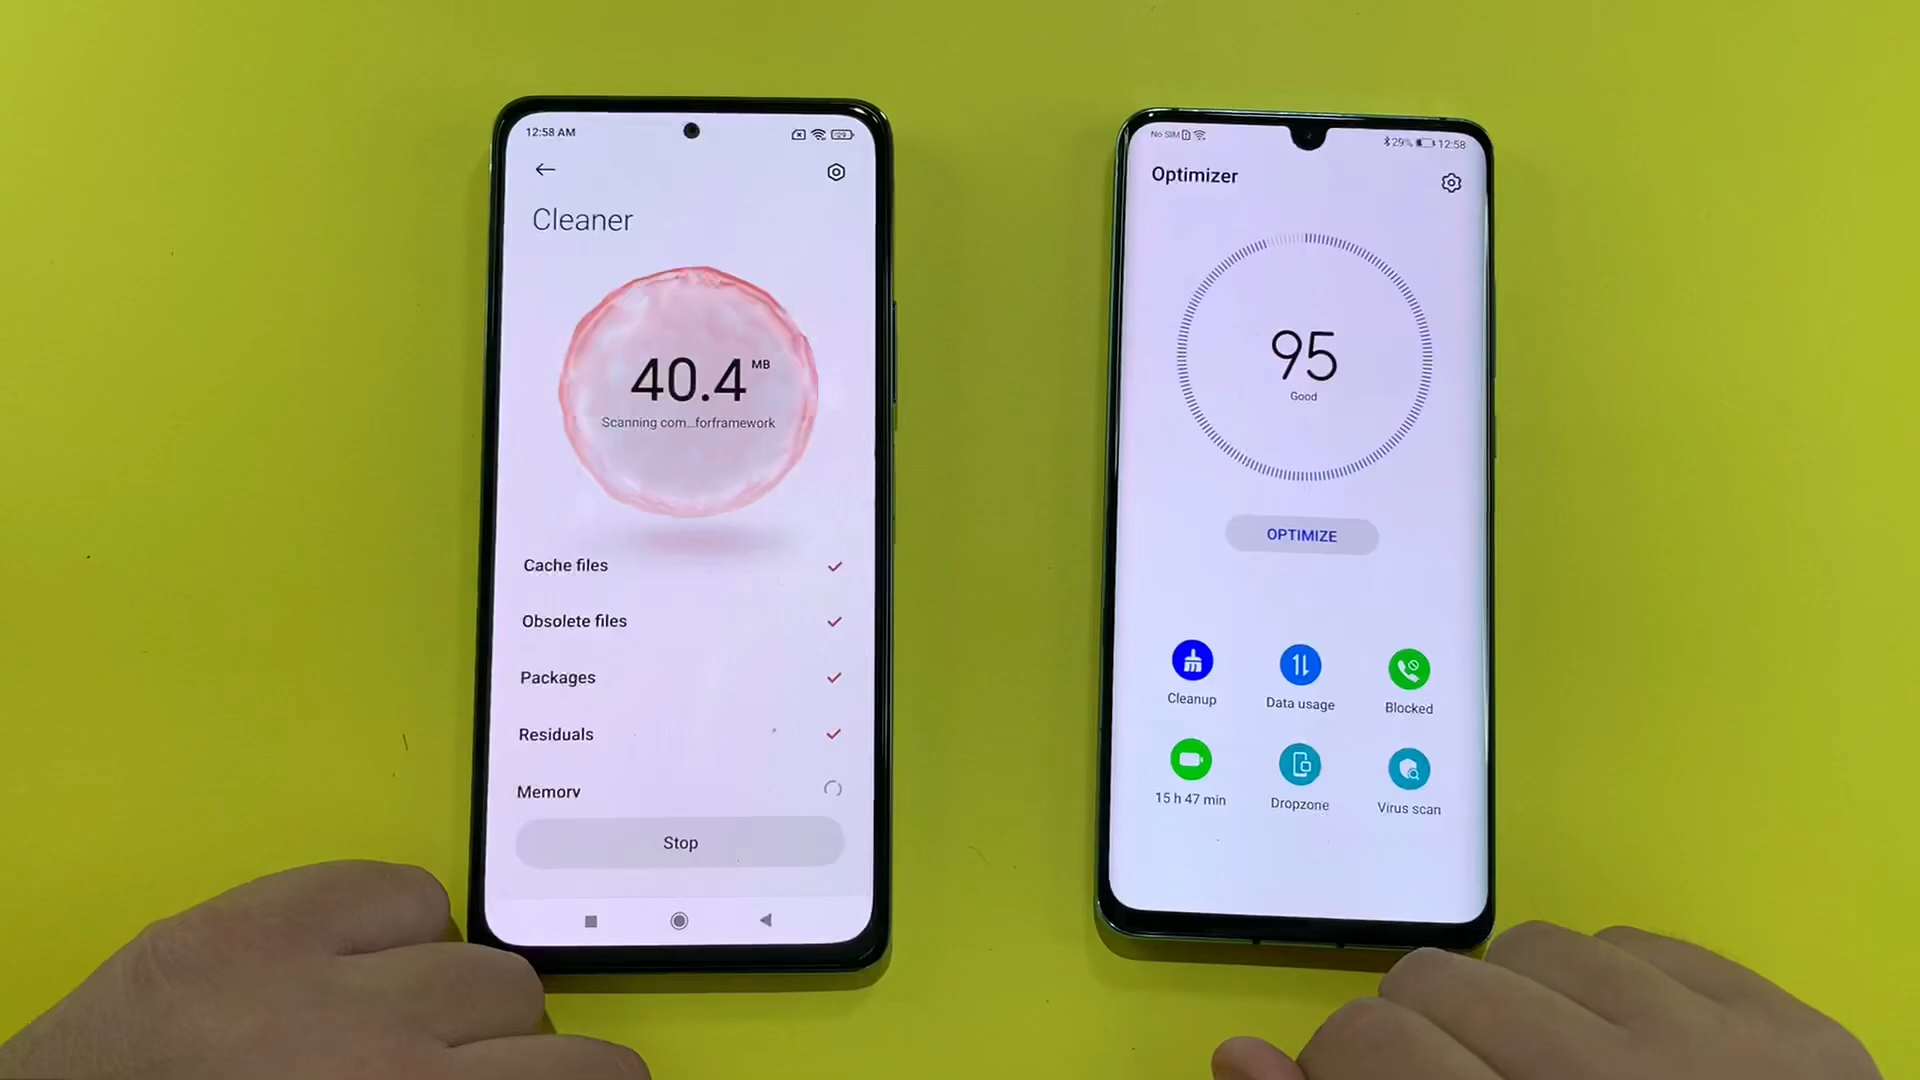 12:58 AM
29
Cleaner
40.4 MB
Scanning com...forframework
Cache files
Obsolete files
Packages
Residuals
Memory
Stop
No SIM
29% 12:58
Optimizer
95
Good
OPTIMIZE
Cleanup
Data usage
Blocked
15 h 47 min
Dropzone
Virus scan